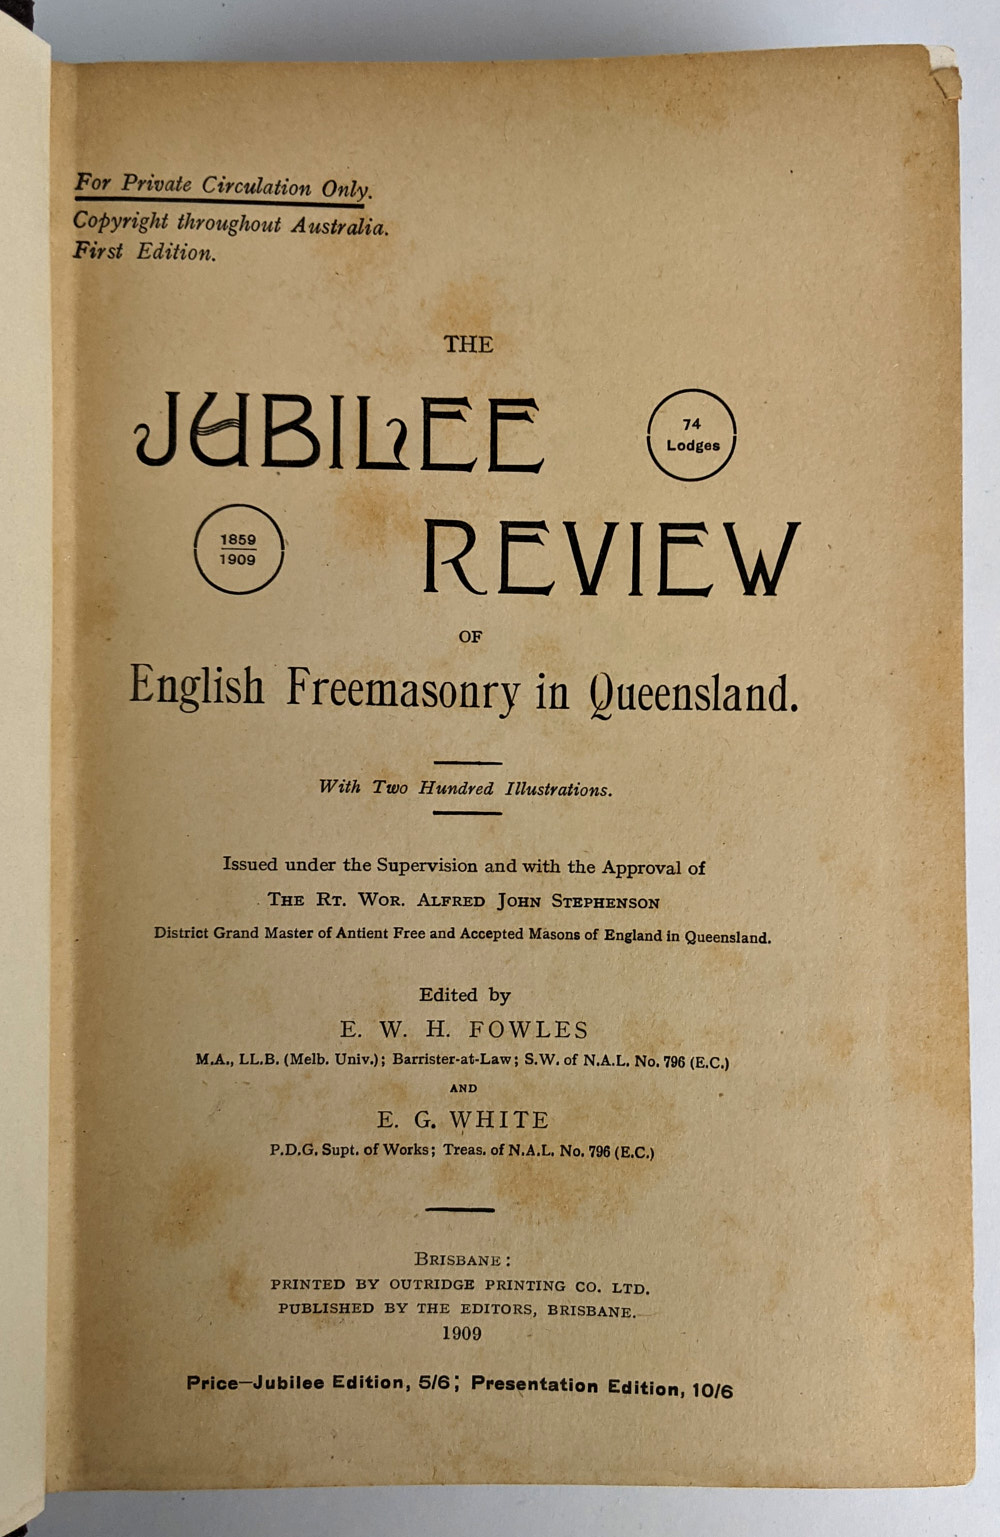 For Private Circulation Only.
Copyright throughout Australia.
First Edition.
THE
JUBILEE
74
Lodges
1859
1909
REVIEW
OF
English Freemasonry in Queensland.
With Two Hundred Illustrations.
Issued under the Supervision and with the Approval of
THE RT. WOR. ALFRED JOHN STEPHENSON
District Grand Master of Antient Free and Accepted Masons of England in Queensland.
Edited by
E. W. H. FOWLES
M.A., LL.B. (Melb. Univ.); Barrister-at-Law; S.W. of N.A.L. No. 796 (E.C.)
AND
E. G. WHITE
P.D.G. Supt. of Works; Treas. of N.A.L. No. 796 (E.C.)
BRISBANE:
PRINTED BY OUTRIDGE PRINTING CO. LTD.
PUBLISHED BY THE EDITORS, BRISBANE.
1909
Price—Jubilee Edition, 5/6; Presentation Edition, 10/6